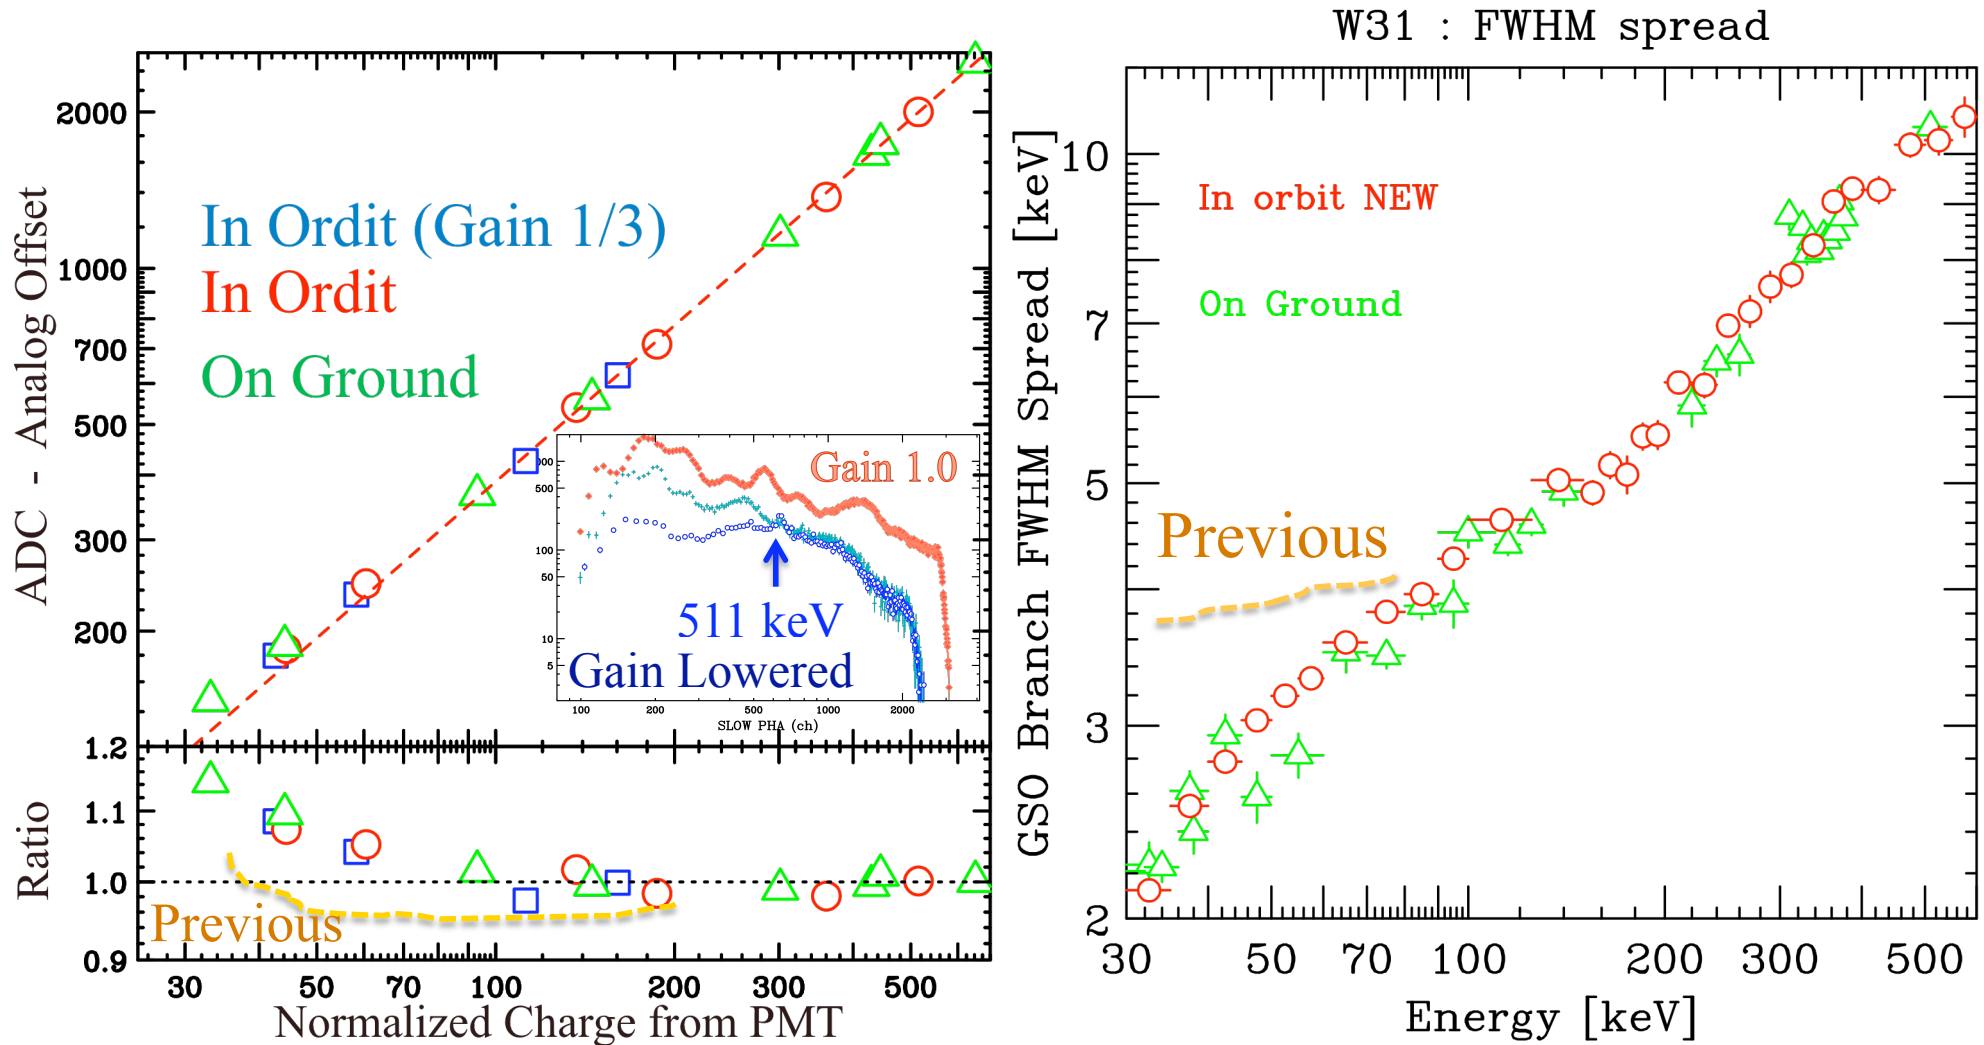 W31 : FWHM spread
2000
1000
700
500
300
200
ADC - Analog Offset
In Ordit (Gain 1/3)
In Ordit
On Ground
Gain 1.0
511 keV
Gain Lowered
500
100
50
10
5
100 200 500 1000 2000
SLOW PHA (ch)
1.2
1.1
1.0
0.9
Ratio
Previous
30 50 70 100 200 300 500
Normalized Charge from PMT
GSO Branch FWHM Spread [keV]
10
7
5
3
2
In orbit NEW
On Ground
Previous
30 50 70 100 200 300 500
Energy [keV]